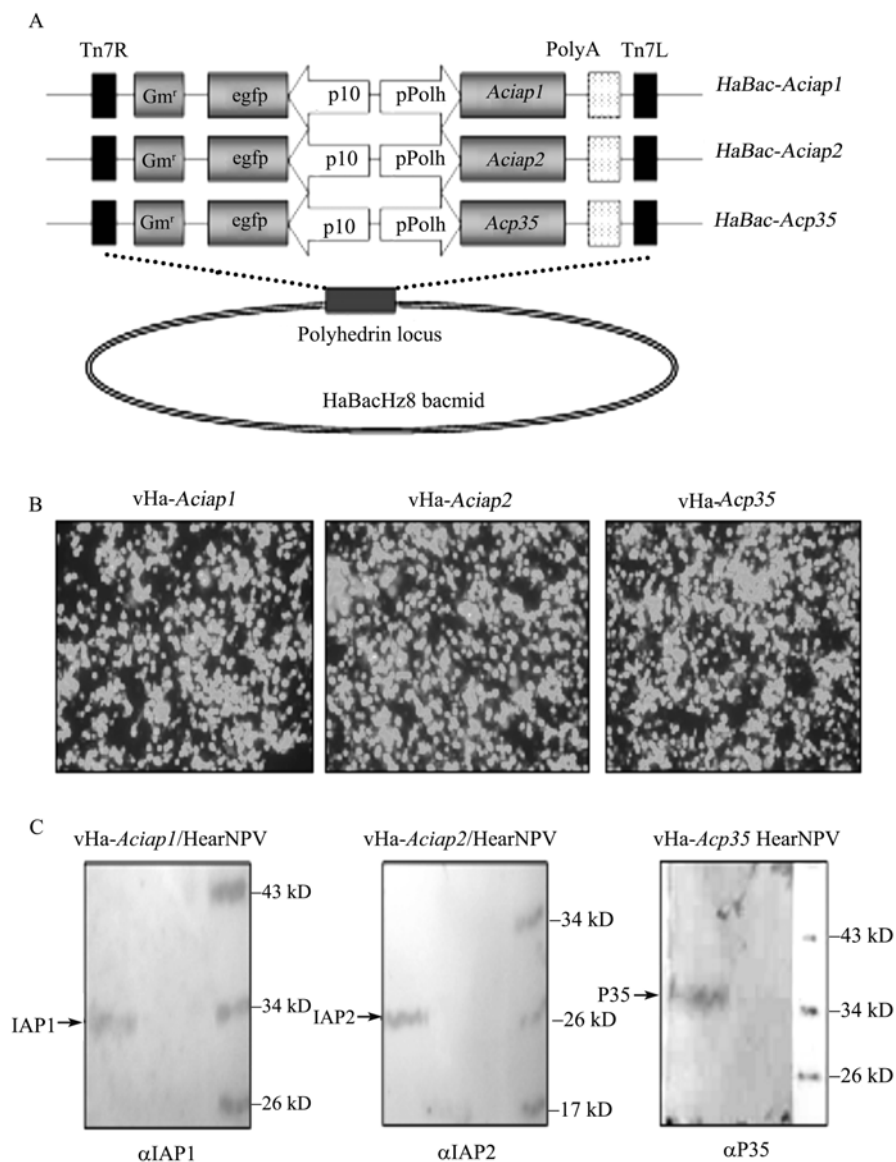 A
Tn7R PolyA Tn7L
Gmʳ egfp p10 pPolh Aciap1 HaBac-Aciap1
Gmʳ egfp p10 pPolh Aciap2 HaBac-Aciap2
Gmʳ egfp p10 pPolh Acp35 HaBac-Acp35
Polyhedrin locus
HaBacHz8 bacmid
B
vHa-Aciap1 vHa-Aciap2 vHa-Acp35
C
vHa-Aciap1/HearNPV
43 kD
34 kD
IAP1
26 kD
αIAP1
vHa-Aciap2/HearNPV
34 kD
IAP2
26 kD
17 kD
αIAP2
vHa-Acp35 HearNPV
43 kD
P35
34 kD
26 kD
αP35